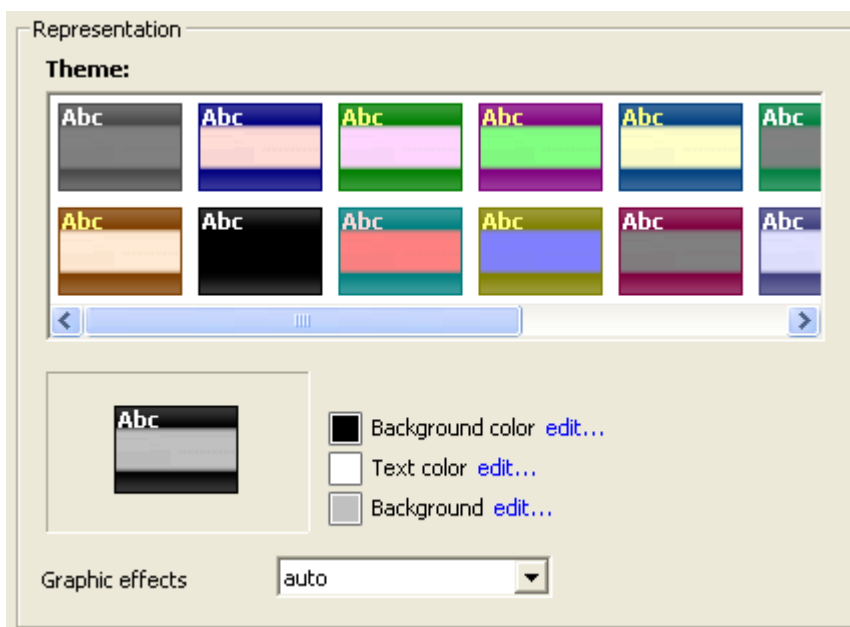 Representation
Theme:
Abc Abc Abc Abc Abc Abc
Abc Abc Abc Abc Abc Abc
Abc
Background color edit...
Text color edit...
Background edit...
Graphic effects auto